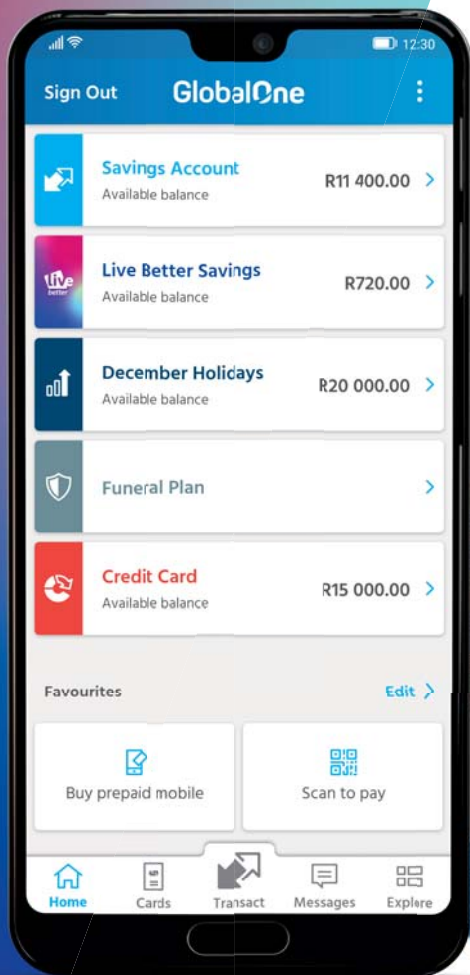 12:30
Sign Out GlobalOne
Savings Account
Available balance
R11 400.00
Live better
Live Better Savings
Available balance
R720.00
December Holidays
Available balance
R20 000.00
Funeral Plan
Credit Card
Available balance
R15 000.00
Favourites Edit
Buy prepaid mobile Scan to pay
Home Cards Transact Messages Explore